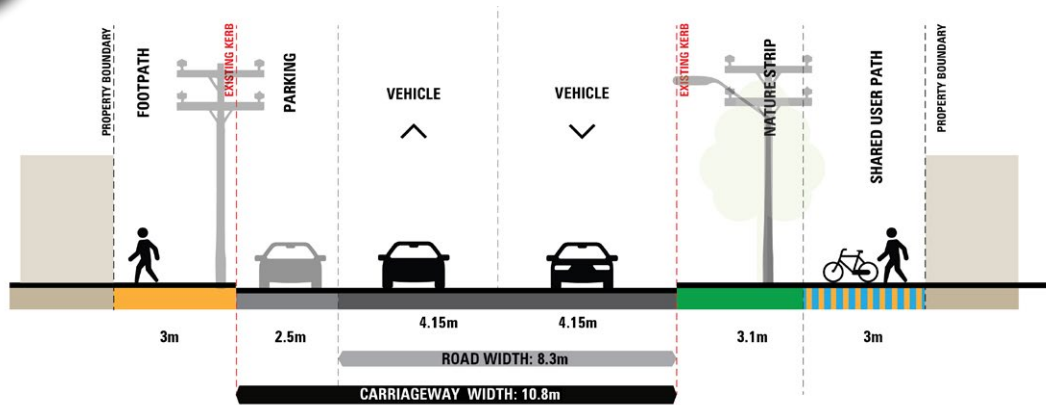 PROPERTY BOUNDARY
FOOTPATH
EXISTING KERB
PARKING
VEHICLE
VEHICLE
EXISTING KERB
NATURE STRIP
SHARED USER PATH
PROPERTY BOUNDARY
3m
2.5m
4.15m
4.15m
3.1m
3m
ROAD WIDTH: 8.3m
CARRIAGEWAY WIDTH: 10.8m